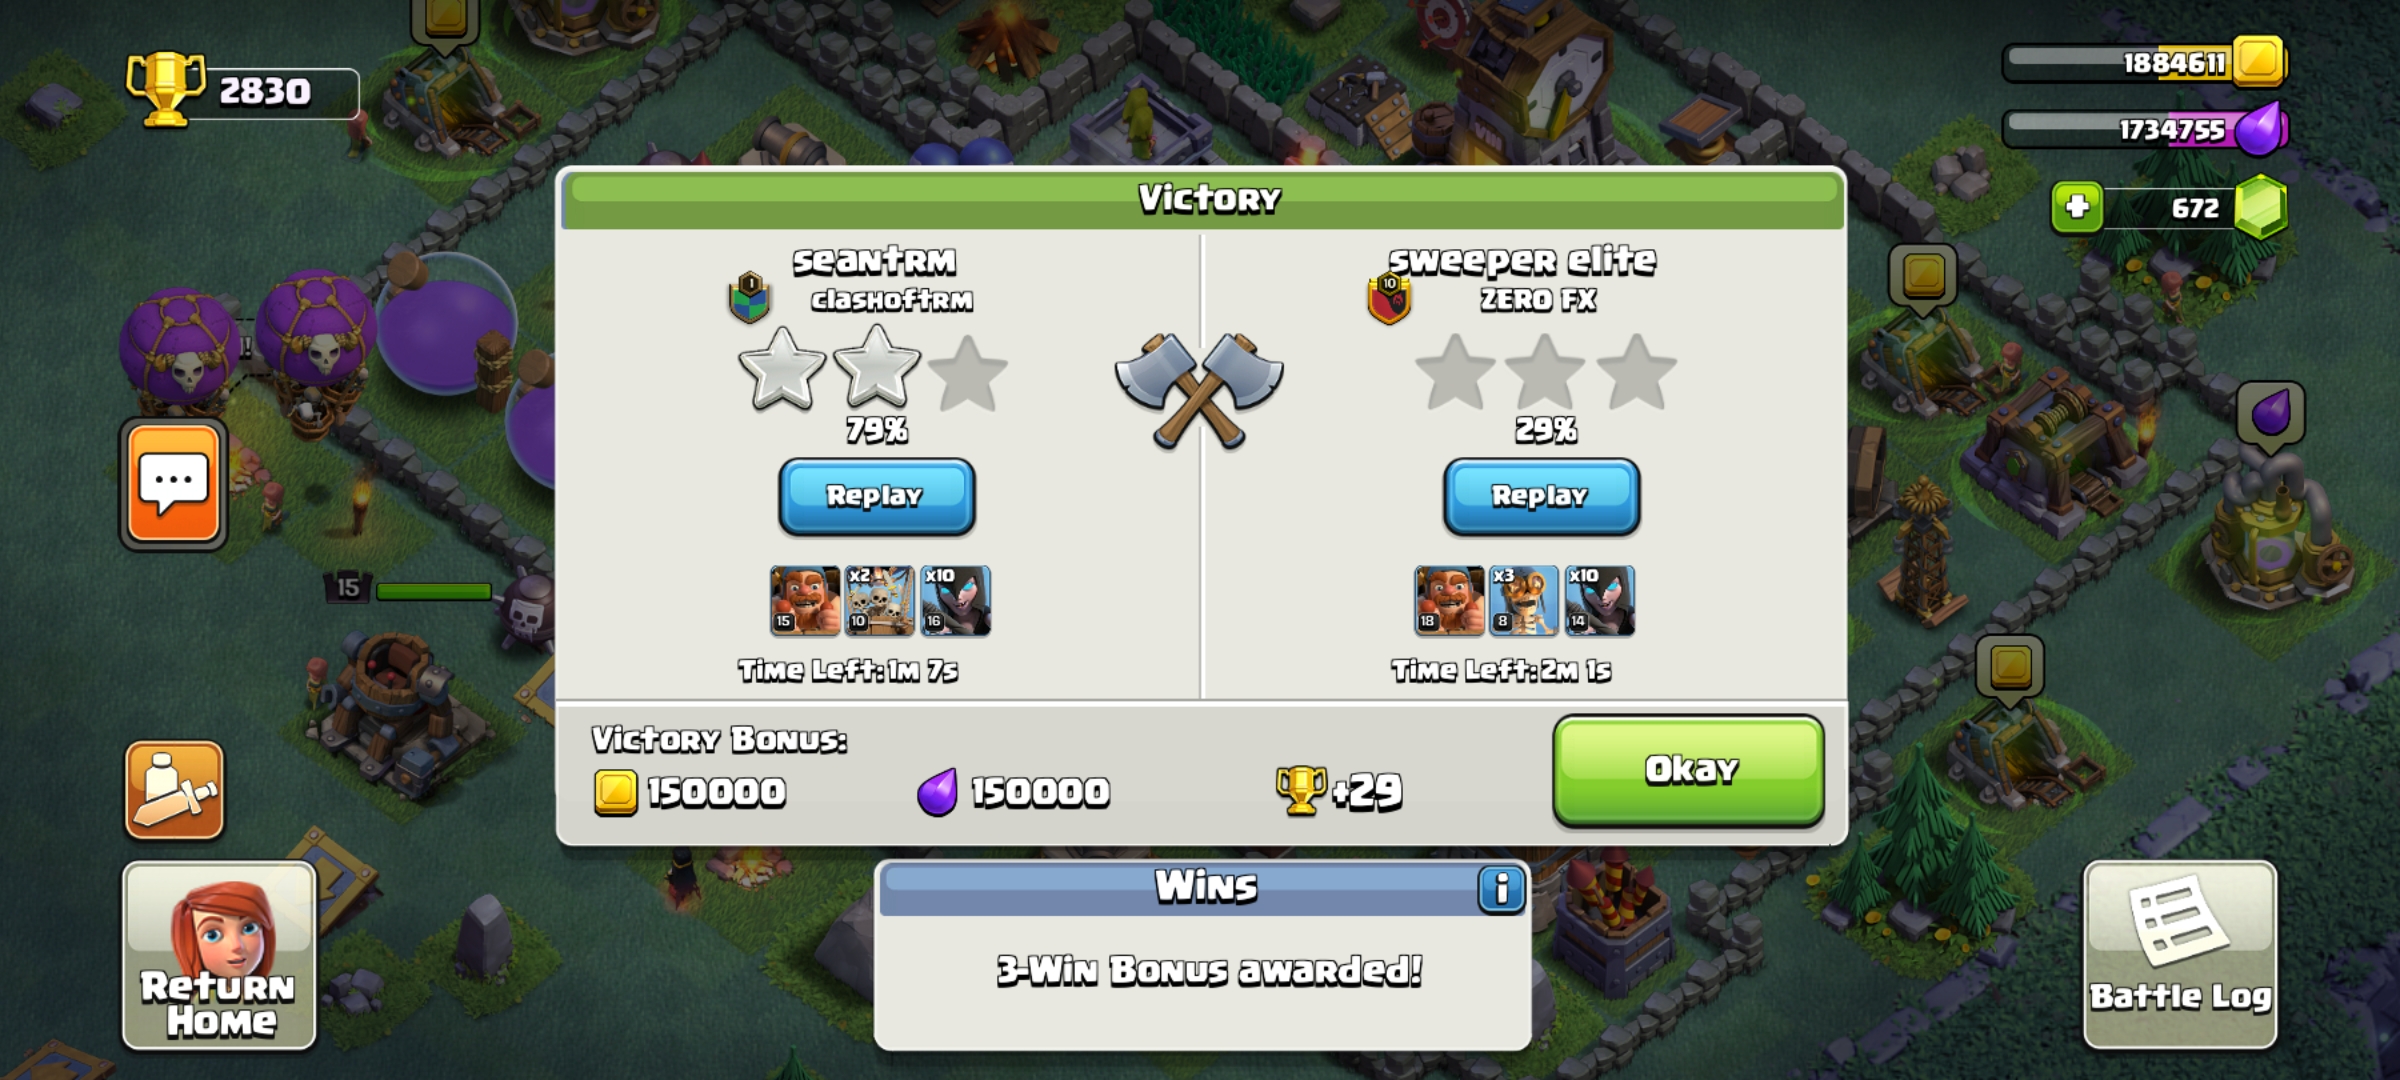 2830
1884611
1734755
672
Victory
seantrm
clashoftrm
1
79%
Replay
15
x2
10
x10
16
Time Left: 1m 7s
sweeper elite
ZERO FX
10
29%
Replay
18
x3
8
x10
14
Time Left: 2m 1s
15
Victory Bonus:
150000
150000
+29
Okay
Wins
i
3-Win Bonus awarded!
Return
Home
Battle Log